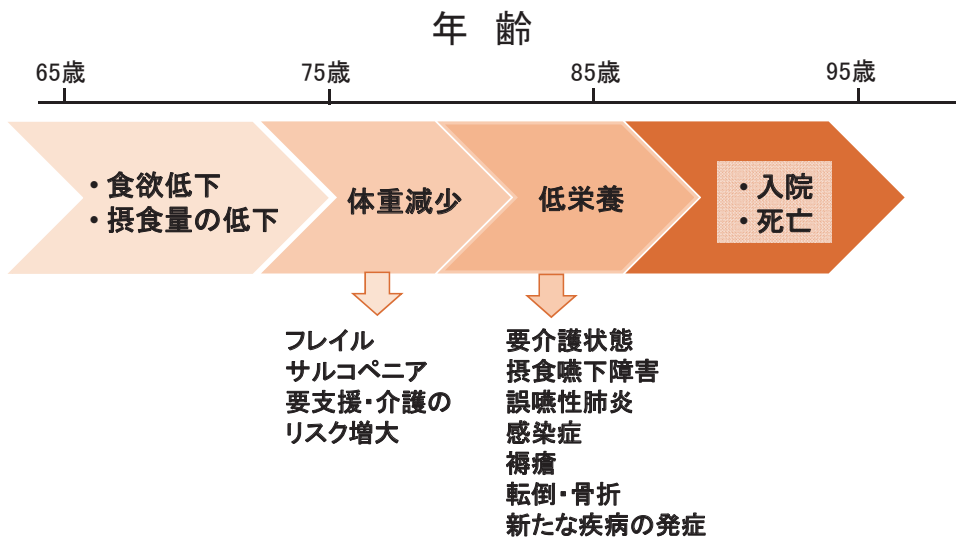 年 齢
65歳
75歳
85歳
95歳
・食欲低下
・摂食量の低下
体重減少
低栄養
・入院
・死亡
フレイル
サルコペニア
要支援・介護の
リスク増大
要介護状態
摂食嚥下障害
誤嚥性肺炎
感染症
褥瘡
転倒・骨折
新たな疾病の発症